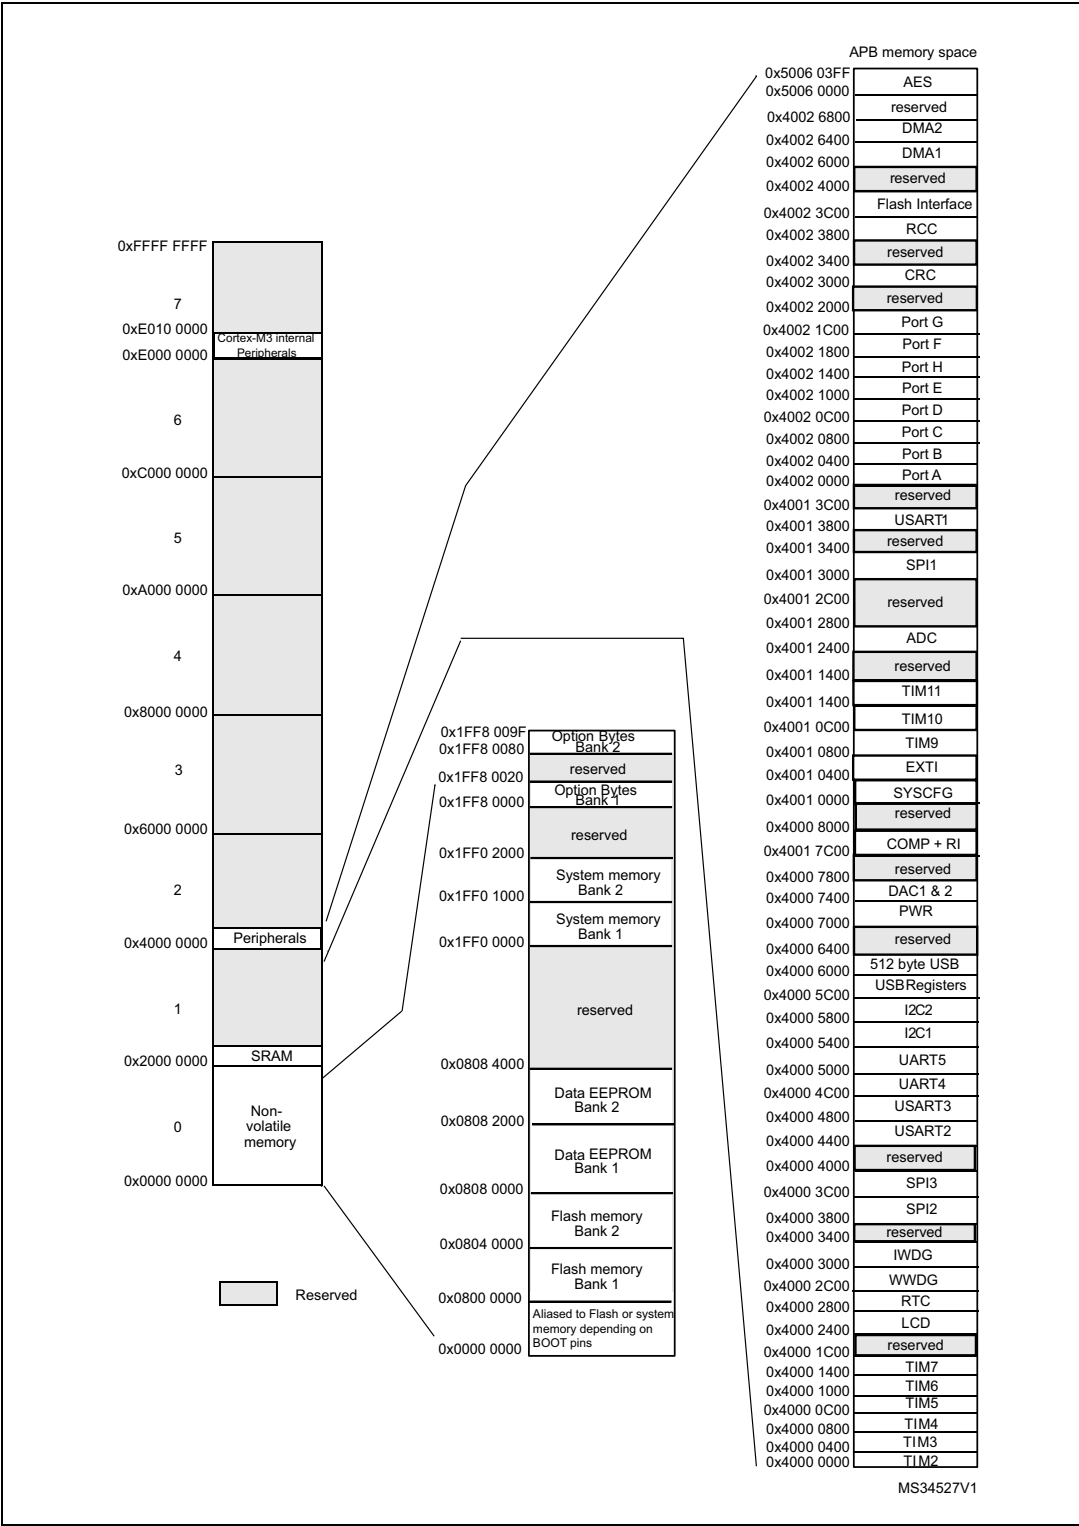 APB memory space
0x5006 03FF
AES
0x5006 0000
reserved
0x4002 6800
DMA2
0x4002 6400
DMA1
0x4002 6000
reserved
0x4002 4000
Flash Interface
0x4002 3C00
RCC
0x4002 3800
reserved
0x4002 3400
CRC
0x4002 3000
reserved
0x4002 2000
Port G
0x4002 1C00
Port F
0x4002 1800
Port H
0x4002 1400
Port E
0x4002 1000
Port D
0x4002 0C00
Port C
0x4002 0800
Port B
0x4002 0400
Port A
0x4002 0000
reserved
0x4001 3C00
USART1
0x4001 3800
reserved
0x4001 3400
SPI1
0x4001 3000
0x4001 2C00
reserved
0x4001 2800
ADC
0x4001 2400
reserved
0x4001 1400
TIM11
0x4001 1400
TIM10
0x4001 0C00
TIM9
0x4001 0800
EXTI
0x4001 0400
SYSCFG
0x4001 0000
reserved
0x4000 8000
COMP + RI
0x4001 7C00
reserved
0x4000 7800
DAC1 & 2
0x4000 7400
PWR
0x4000 7000
reserved
0x4000 6400
512 byte USB
0x4000 6000
USB Registers
0x4000 5C00
I2C2
0x4000 5800
I2C1
0x4000 5400
UART5
0x4000 5000
UART4
0x4000 4C00
USART3
0x4000 4800
USART2
0x4000 4400
reserved
0x4000 4000
SPI3
0x4000 3C00
SPI2
0x4000 3800
reserved
0x4000 3400
IWDG
0x4000 3000
WWDG
0x4000 2C00
RTC
0x4000 2800
LCD
0x4000 2400
reserved
0x4000 1C00
TIM7
0x4000 1400
TIM6
0x4000 1000
TIM5
0x4000 0C00
TIM4
0x4000 0800
TIM3
0x4000 0400
TIM2
0x4000 0000
0xFFFF FFFF
7
0xE010 0000
Cortex-M3 internal
Peripherals
0xE000 0000
6
0xC000 0000
5
0xA000 0000
4
0x8000 0000
3
0x6000 0000
2
Peripherals
0x4000 0000
1
SRAM
0x2000 0000
Non-
volatile
memory
0
0x0000 0000
Reserved
0x1FF8 009F
Option Bytes
Bank 2
0x1FF8 0080
reserved
0x1FF8 0020
Option Bytes
Bank 1
0x1FF8 0000
reserved
0x1FF0 2000
System memory
Bank 2
0x1FF0 1000
System memory
Bank 1
0x1FF0 0000
reserved
0x0808 4000
Data EEPROM
Bank 2
0x0808 2000
Data EEPROM
Bank 1
0x0808 0000
Flash memory
Bank 2
0x0804 0000
Flash memory
Bank 1
0x0800 0000
Aliased to Flash or system
memory depending on
BOOT pins
0x0000 0000
MS34527V1